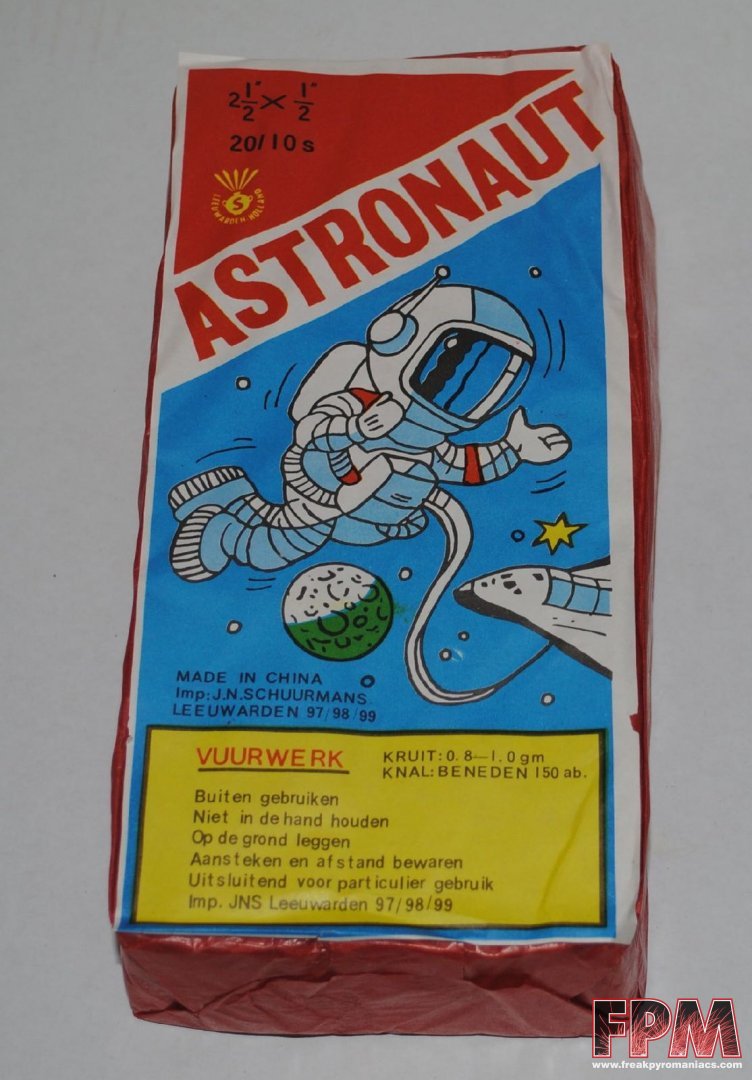 2 1/2" × 1/2"
20/10s
S
LEEUWARDEN-HOLLAND
ASTRONAUT
MADE IN CHINA
Imp: J.N. SCHUURMANS
LEEUWARDEN 97/98/99
VUURWERK
KRUIT: 0.8—1.0 gm
KNAL: BENEDEN 150 ab.
Buiten gebruiken
Niet in de hand houden
Op de grond leggen
Aansteken en afstand bewaren
Uitsluitend voor particulier gebruik
Imp. JNS Leeuwarden 97/98/99
FPM
www.freakpyromaniacs.com